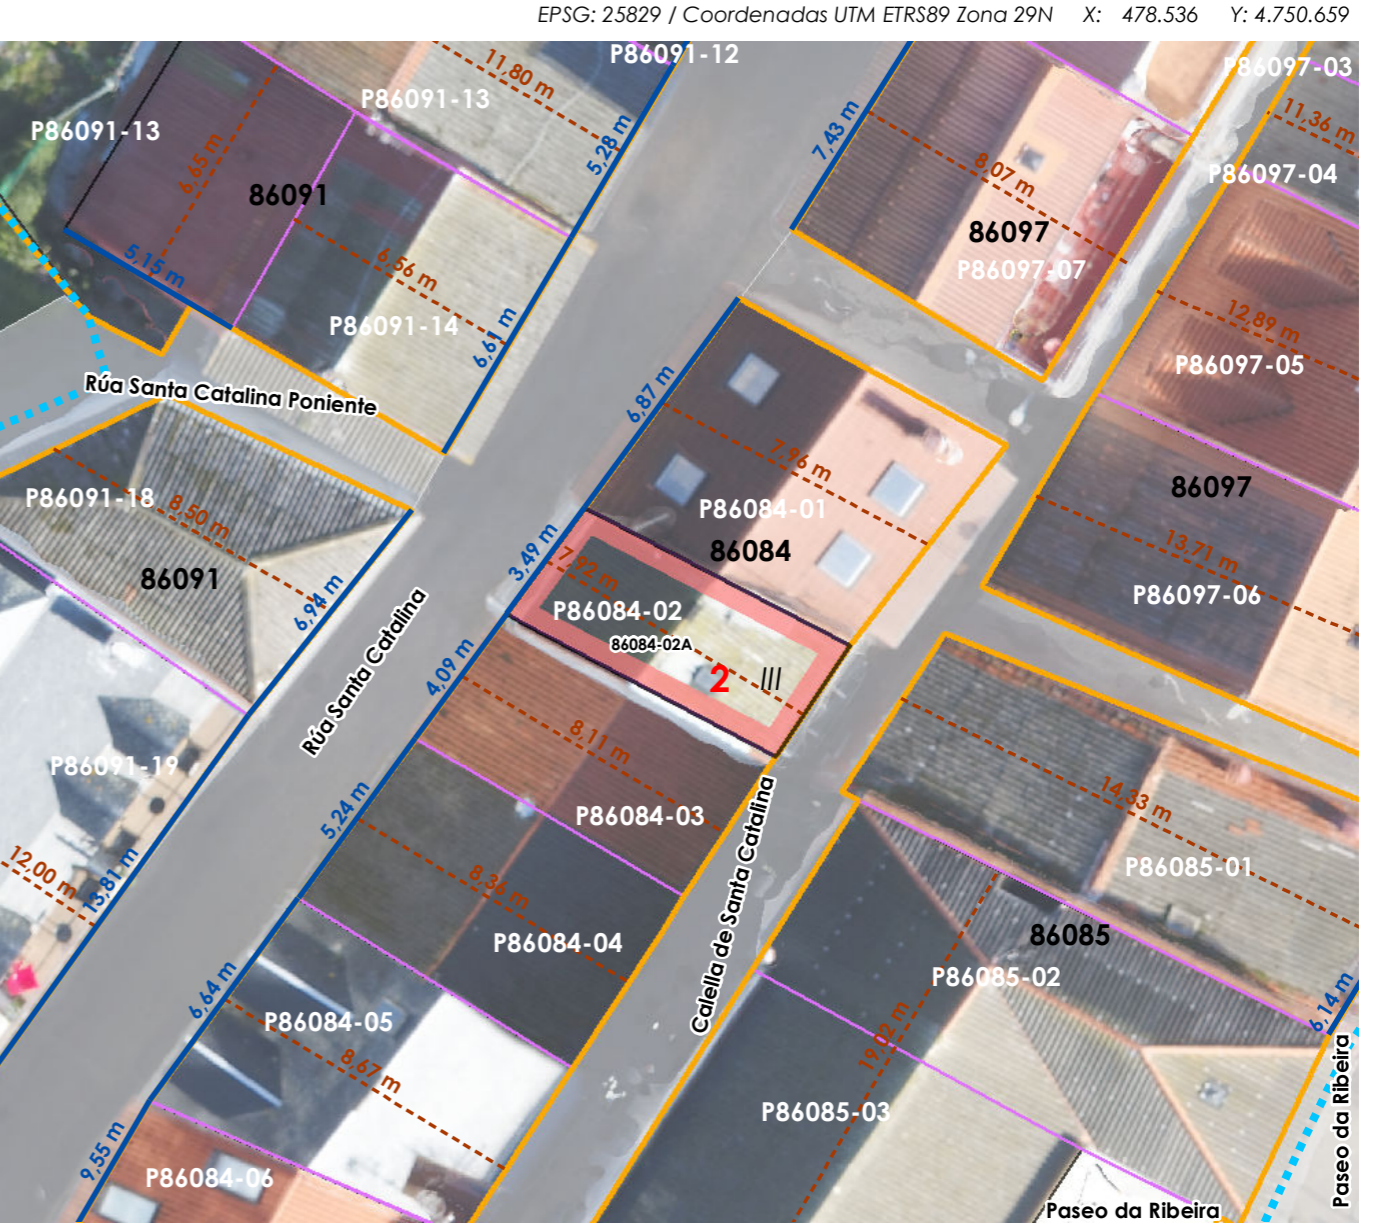 EPSG: 25829 / Coordenadas UTM ETRS89 Zona 29N X: 478.536 Y: 4.750.659
P86091-12
P86097-03
11,80 m
P86091-13
P86091-13
7,43 m
11,36 m
5,28 m
6,65 m
8,07 m
P86097-04
86091
86097
5,15 m
6,56 m
P86097-07
P86091-14
6,61 m
12,89 m
P86097-05
Rúa Santa Catalina Poniente
6,87 m
7,96 m
P86091-18
8,50 m
P86084-01
86097
3,49 m
86084
13,71 m
86091
7,92 m
6,94 m
P86084-02
P86097-06
86084-02A
Rúa Santa Catalina
4,09 m
2
III
8,11 m
P86091-19
5,24 m
P86084-03
14,33 m
12,00 m
13,81 m
8,36 m
P86085-01
Calella de Santa Catalina
P86084-04
86085
P86085-02
6,64 m
6,14 m
P86084-05
19,02 m
8,67 m
P86085-03
Paseo da Ribeira
9,55 m
P86084-06
Paseo da Ribeira